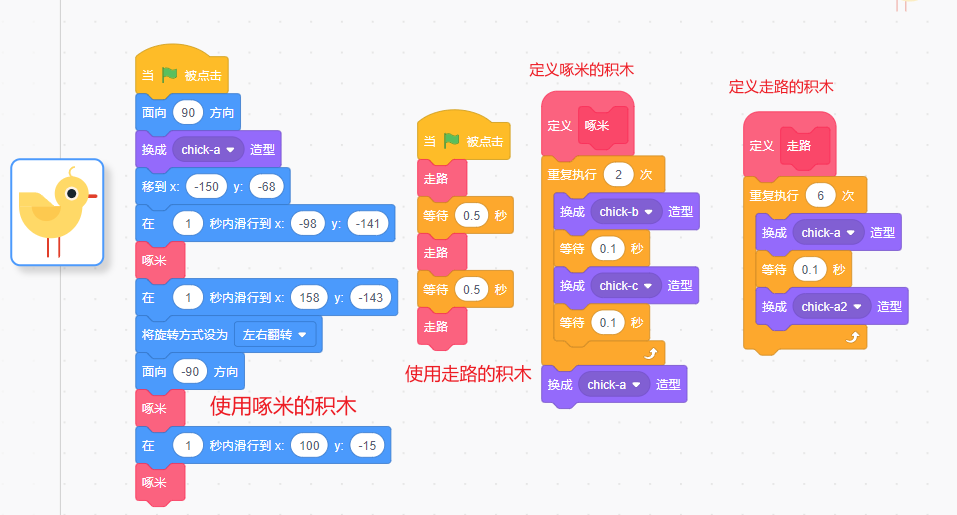 当 被点击
面向 90 方向
换成 chick-a 造型
移到 x: -150 y: -68
在 1 秒内滑行到 x: -98 y: -141
啄米
在 1 秒内滑行到 x: 158 y: -143
将旋转方式设为 左右翻转
面向 -90 方向
啄米
在 1 秒内滑行到 x: 100 y: -15
啄米
使用啄米的积木
当 被点击
走路
等待 0.5 秒
走路
等待 0.5 秒
走路
使用走路的积木
定义啄米的积木
定义 啄米
重复执行 2 次
换成 chick-b 造型
等待 0.1 秒
换成 chick-c 造型
等待 0.1 秒
换成 chick-a 造型
定义走路的积木
定义 走路
重复执行 6 次
换成 chick-a 造型
等待 0.1 秒
换成 chick-a2 造型